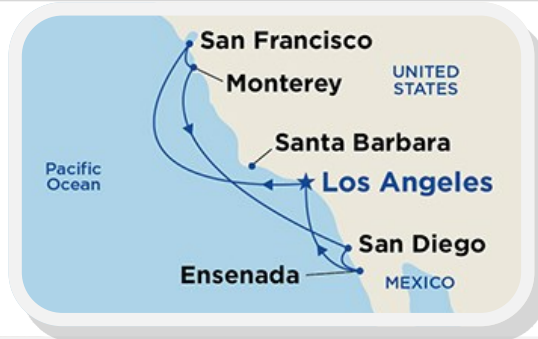 San Francisco
Monterey
UNITED
STATES
Santa Barbara
Pacific
Ocean
Los Angeles
San Diego
Ensenada
MEXICO